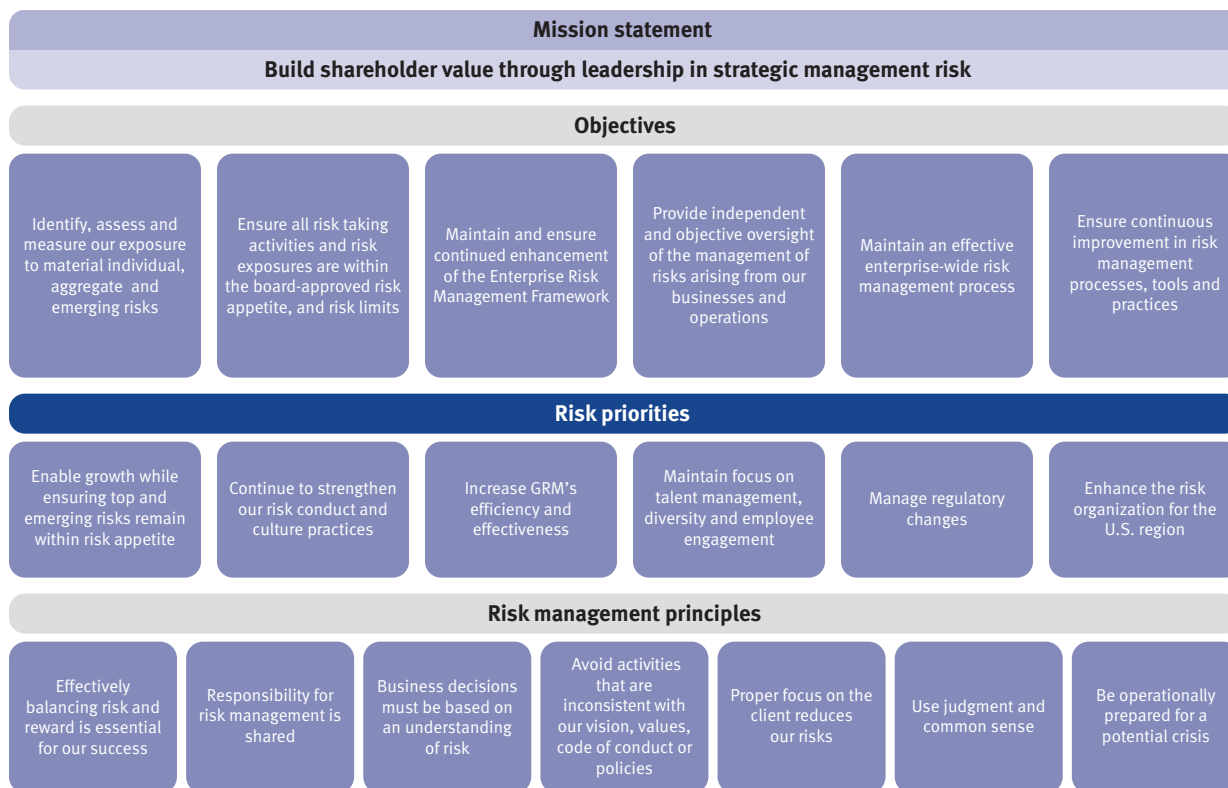 Mission statement
Build shareholder value through leadership in strategic management risk
Objectives
Identify, assess and
measure our exposure
to material individual,
aggregate and
emerging risks
Ensure all risk taking
activities and risk
exposures are within
the board-approved risk
appetite, and risk limits
Maintain and ensure
continued enhancement
of the Enterprise Risk
Management Framework
Provide independent
and objective oversight
of the management of
risks arising from our
businesses and
operations
Maintain an effective
enterprise-wide risk
management process
Ensure continuous
improvement in risk
management
processes, tools and
practices
Risk priorities
Enable growth while
ensuring top and
emerging risks remain
within risk appetite
Continue to strengthen
our risk conduct and
culture practices
Increase GRM’s
efficiency and
effectiveness
Maintain focus on
talent management,
diversity and employee
engagement
Manage regulatory
changes
Enhance the risk
organization for the
U.S. region
Risk management principles
Effectively
balancing risk and
reward is essential
for our success
Responsibility for
risk management is
shared
Business decisions
must be based on
an understanding
of risk
Avoid activities
that are
inconsistent with
our vision, values,
code of conduct or
policies
Proper focus on the
client reduces
our risks
Use judgment and
common sense
Be operationally
prepared for a
potential crisis